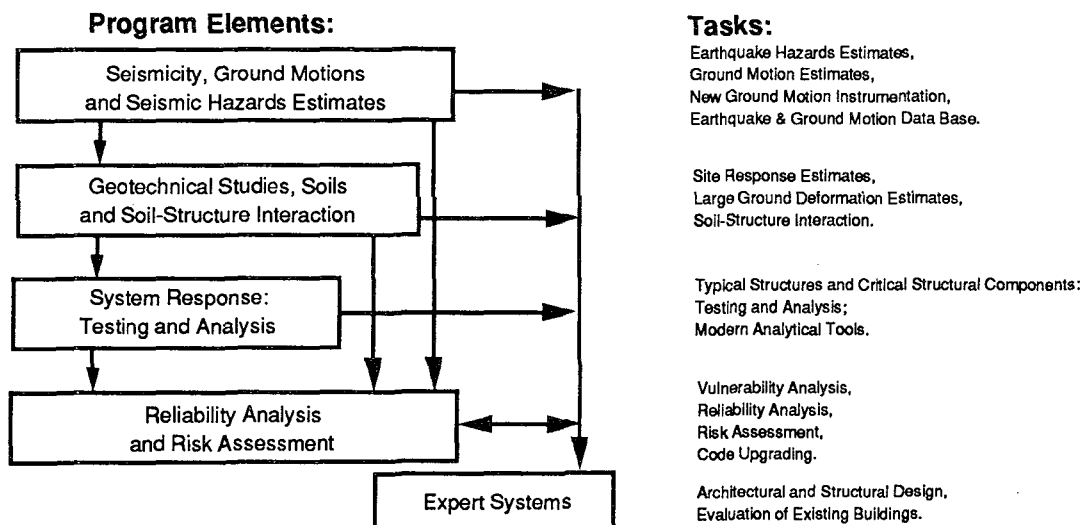 Program Elements:
Seismicity, Ground Motions
and Seismic Hazards Estimates
Geotechnical Studies, Soils
and Soil-Structure Interaction
System Response:
Testing and Analysis
Reliability Analysis
and Risk Assessment
Expert Systems
Tasks:
Earthquake Hazards Estimates,
Ground Motion Estimates,
New Ground Motion Instrumentation,
Earthquake & Ground Motion Data Base.
Site Response Estimates,
Large Ground Deformation Estimates,
Soil-Structure Interaction.
Typical Structures and Critical Structural Components:
Testing and Analysis;
Modern Analytical Tools.
Vulnerability Analysis,
Reliability Analysis,
Risk Assessment,
Code Upgrading.
Architectural and Structural Design,
Evaluation of Existing Buildings.